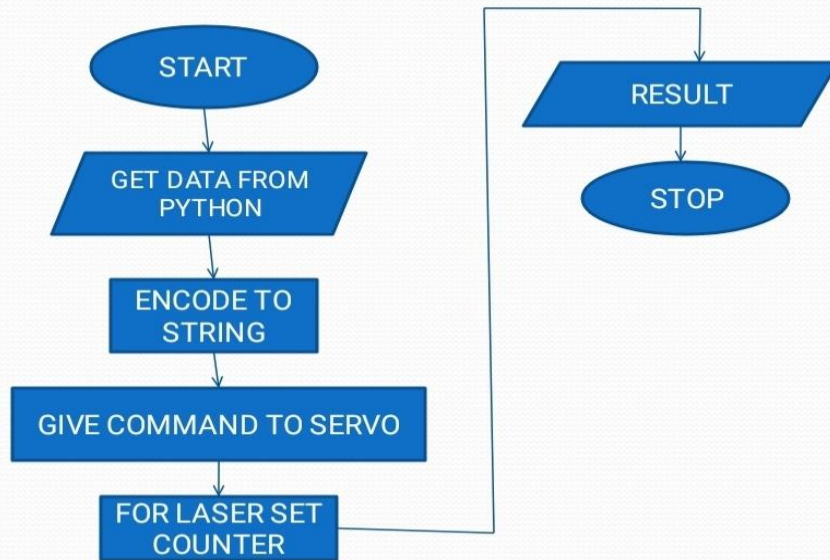 START
GET DATA FROM
PYTHON
ENCODE TO
STRING
GIVE COMMAND TO SERVO
FOR LASER SET
COUNTER
RESULT
STOP